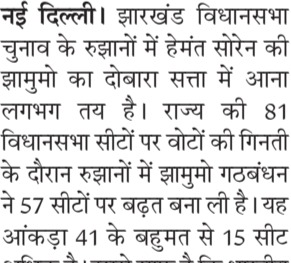 नई दिल्ली। झारखंड विधानसभा
चुनाव के रुझानों में हेमंत सोरेन की
झामुमो का दोबारा सत्ता में आना
लगभग तय है। राज्य की 81
विधानसभा सीटों पर वोटों की गिनती
के दौरान रुझानों में झामुमो गठबंधन
ने 57 सीटों पर बढ़त बना ली है। यह
आंकड़ा 41 के बहुमत से 15 सीट